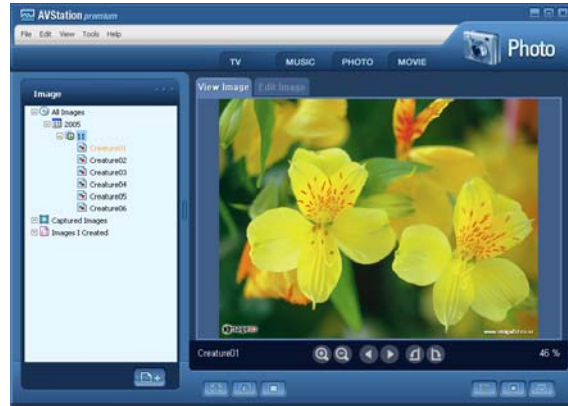 AVStation premium
File Edit View Tools Help
Photo
TV MUSIC PHOTO MOVIE
Image
View Image Edit Image
All Images
2005
11
Creature01
Creature02
Creature03
Creature04
Creature05
Creature06
Captured Images
Images I Created
Creature01
46 %